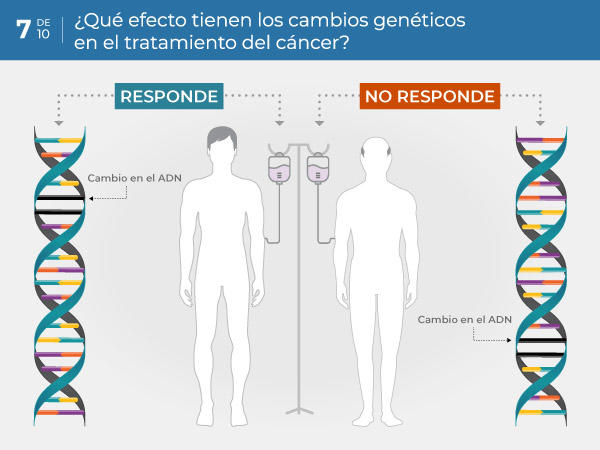 7 DE 10
¿Qué efecto tienen los cambios genéticos
en el tratamiento del cáncer?
RESPONDE
NO RESPONDE
Cambio en el ADN
Cambio en el ADN